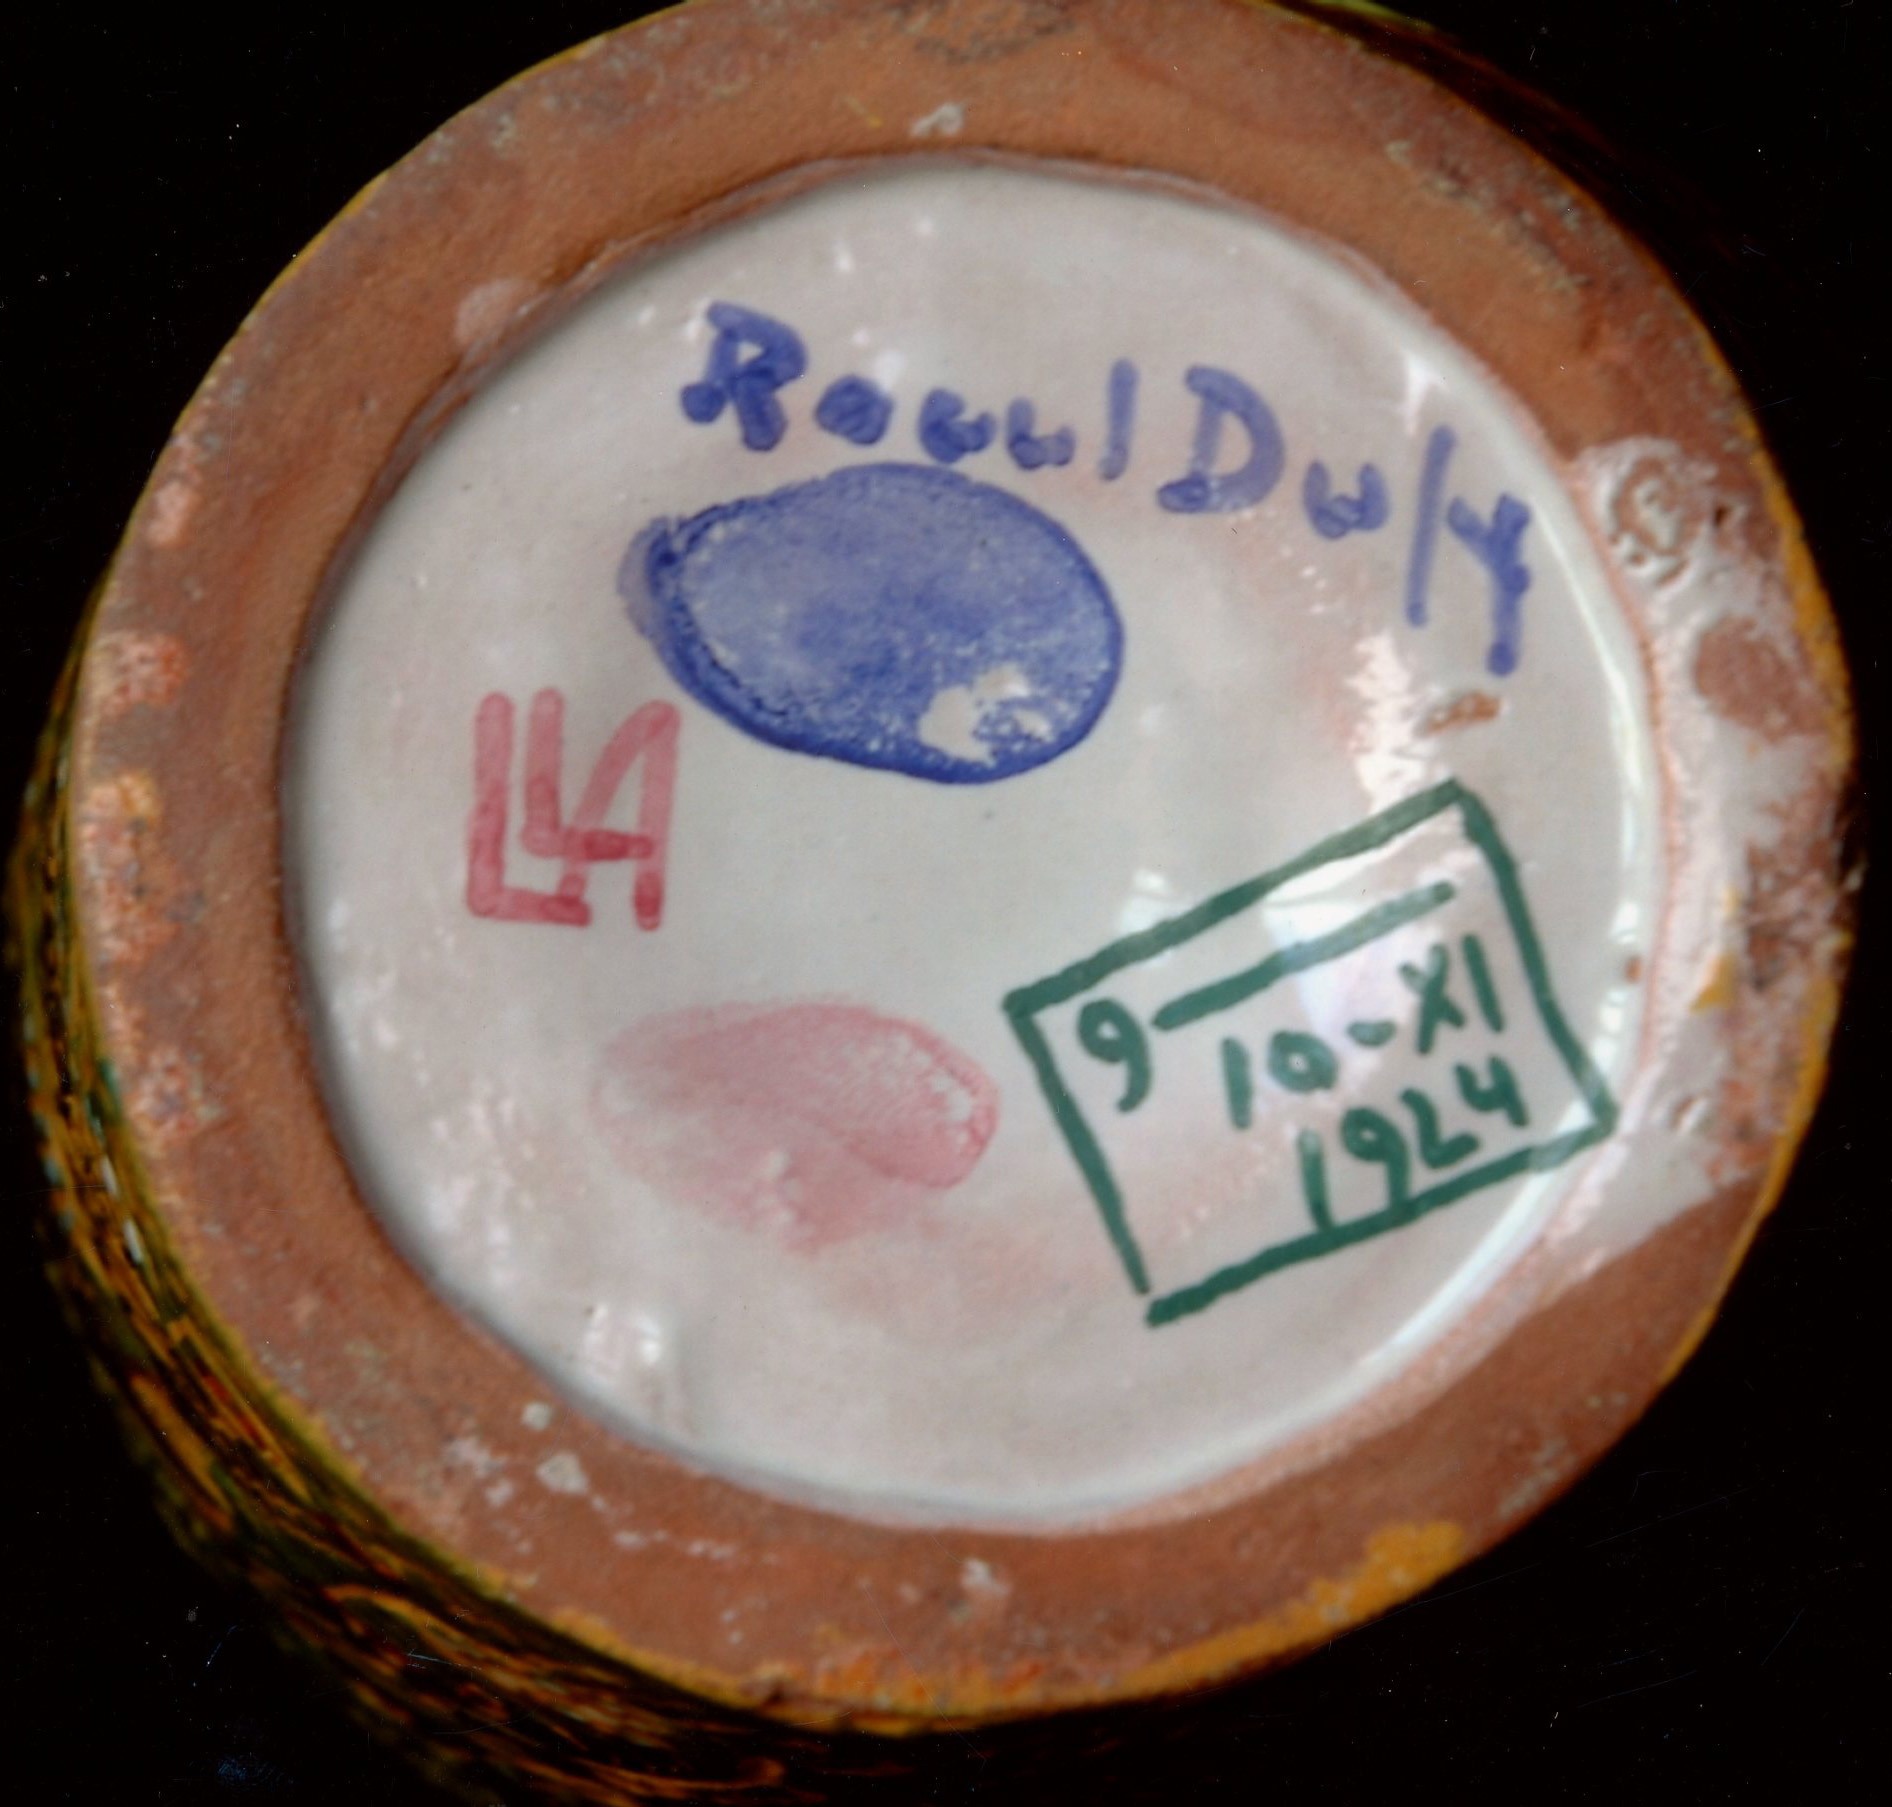 Raoul Dufy
LLA
9 - 10-XI
1924